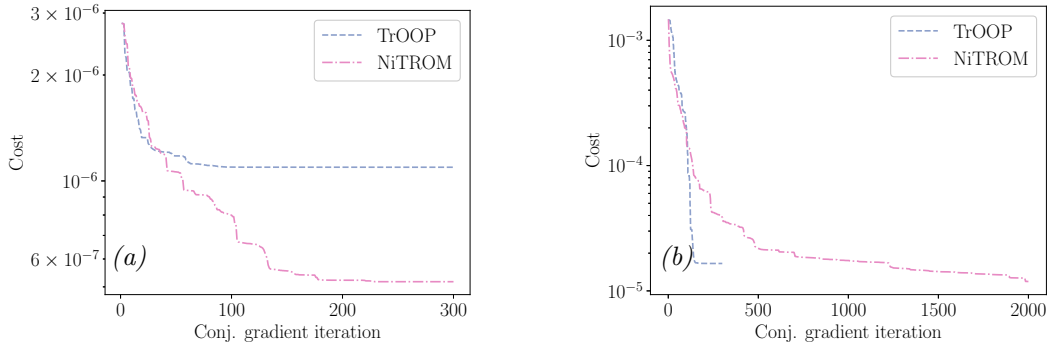 3 × 10⁻⁶
2 × 10⁻⁶
10⁻⁶
6 × 10⁻⁷
Cost
TrOOP
NiTROM
(a)
0 100 200 300
Conj. gradient iteration
10⁻³
10⁻⁴
10⁻⁵
Cost
TrOOP
NiTROM
(b)
0 500 1000 1500 2000
Conj. gradient iteration